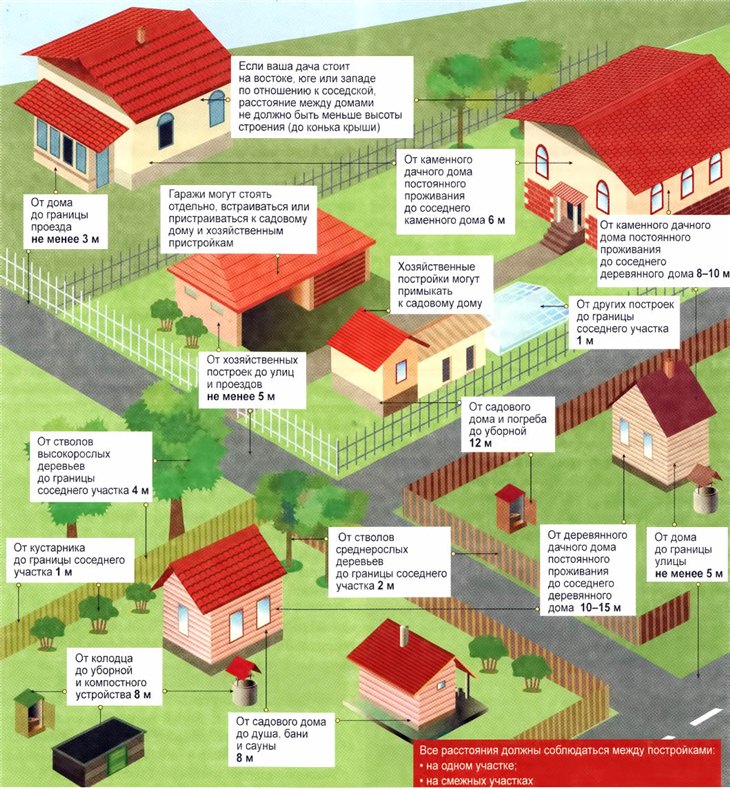 Если ваша дача стоит
на востоке, юге или западе
по отношению к соседской,
расстояние между домами
не должно быть меньше высоты
строения (до конька крыши)
От каменного
дачного дома
постоянного
проживания
до соседнего
каменного дома 6 м
От дома
до границы
проезда
не менее 3 м
Гаражи могут стоять
отдельно, встраиваться или
пристраиваться к садовому
дому и хозяйственным
пристройкам
От каменного дачного
дома постоянного
проживания
до соседнего
деревянного дома 8–10 м
Хозяйственные
постройки могут
примыкать
к садовому дому
От других построек
до границы
соседнего участка
1 м
От хозяйственных
построек до улиц
и проездов
не менее 5 м
От садового
дома и погреба
до уборной
12 м
От стволов
высокорослых
деревьев
до границы
соседнего участка 4 м
От кустарника
до границы соседнего
участка 1 м
От стволов
среднерослых
деревьев
до границы соседнего
участка 2 м
От деревянного
дачного дома
постоянного
проживания
до соседнего
деревянного
дома 10–15 м
От дома
до границы
улицы
не менее 5 м
От колодца
до уборной
и компостного
устройства 8 м
От садового дома
до душа, бани
и сауны
8 м
Все расстояния должны соблюдаться между постройками:
• на одном участке;
• на смежных участках